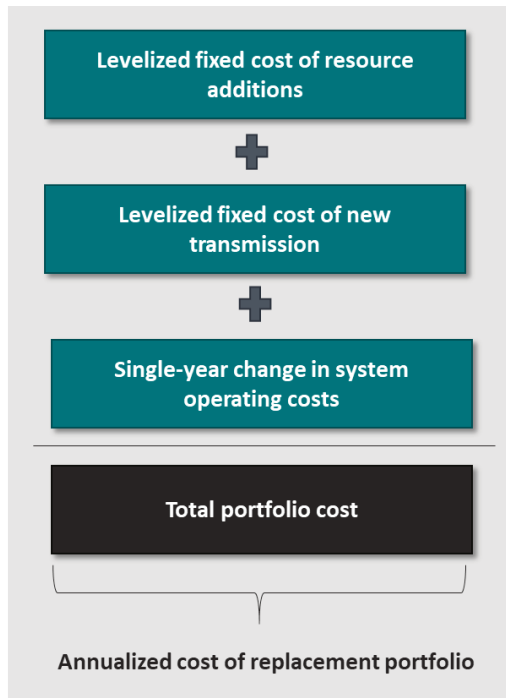 Levelized fixed cost of resource
additions
Levelized fixed cost of new
transmission
Single-year change in system
operating costs
Total portfolio cost
Annualized cost of replacement portfolio